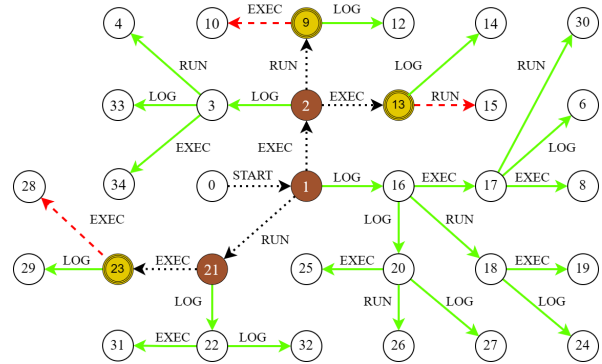 4 10 EXEC 9 LOG 12 14 30
RUN RUN LOG RUN
33 LOG 3 LOG 2 EXEC 13 RUN 15 6
EXEC EXEC LOG
34 0 START 1 LOG 16 EXEC 17 EXEC 8
28 EXEC RUN LOG RUN
29 LOG 23 EXEC 21 25 EXEC 20 18 EXEC 19
LOG RUN LOG LOG
31 EXEC 22 LOG 32 26 27 24